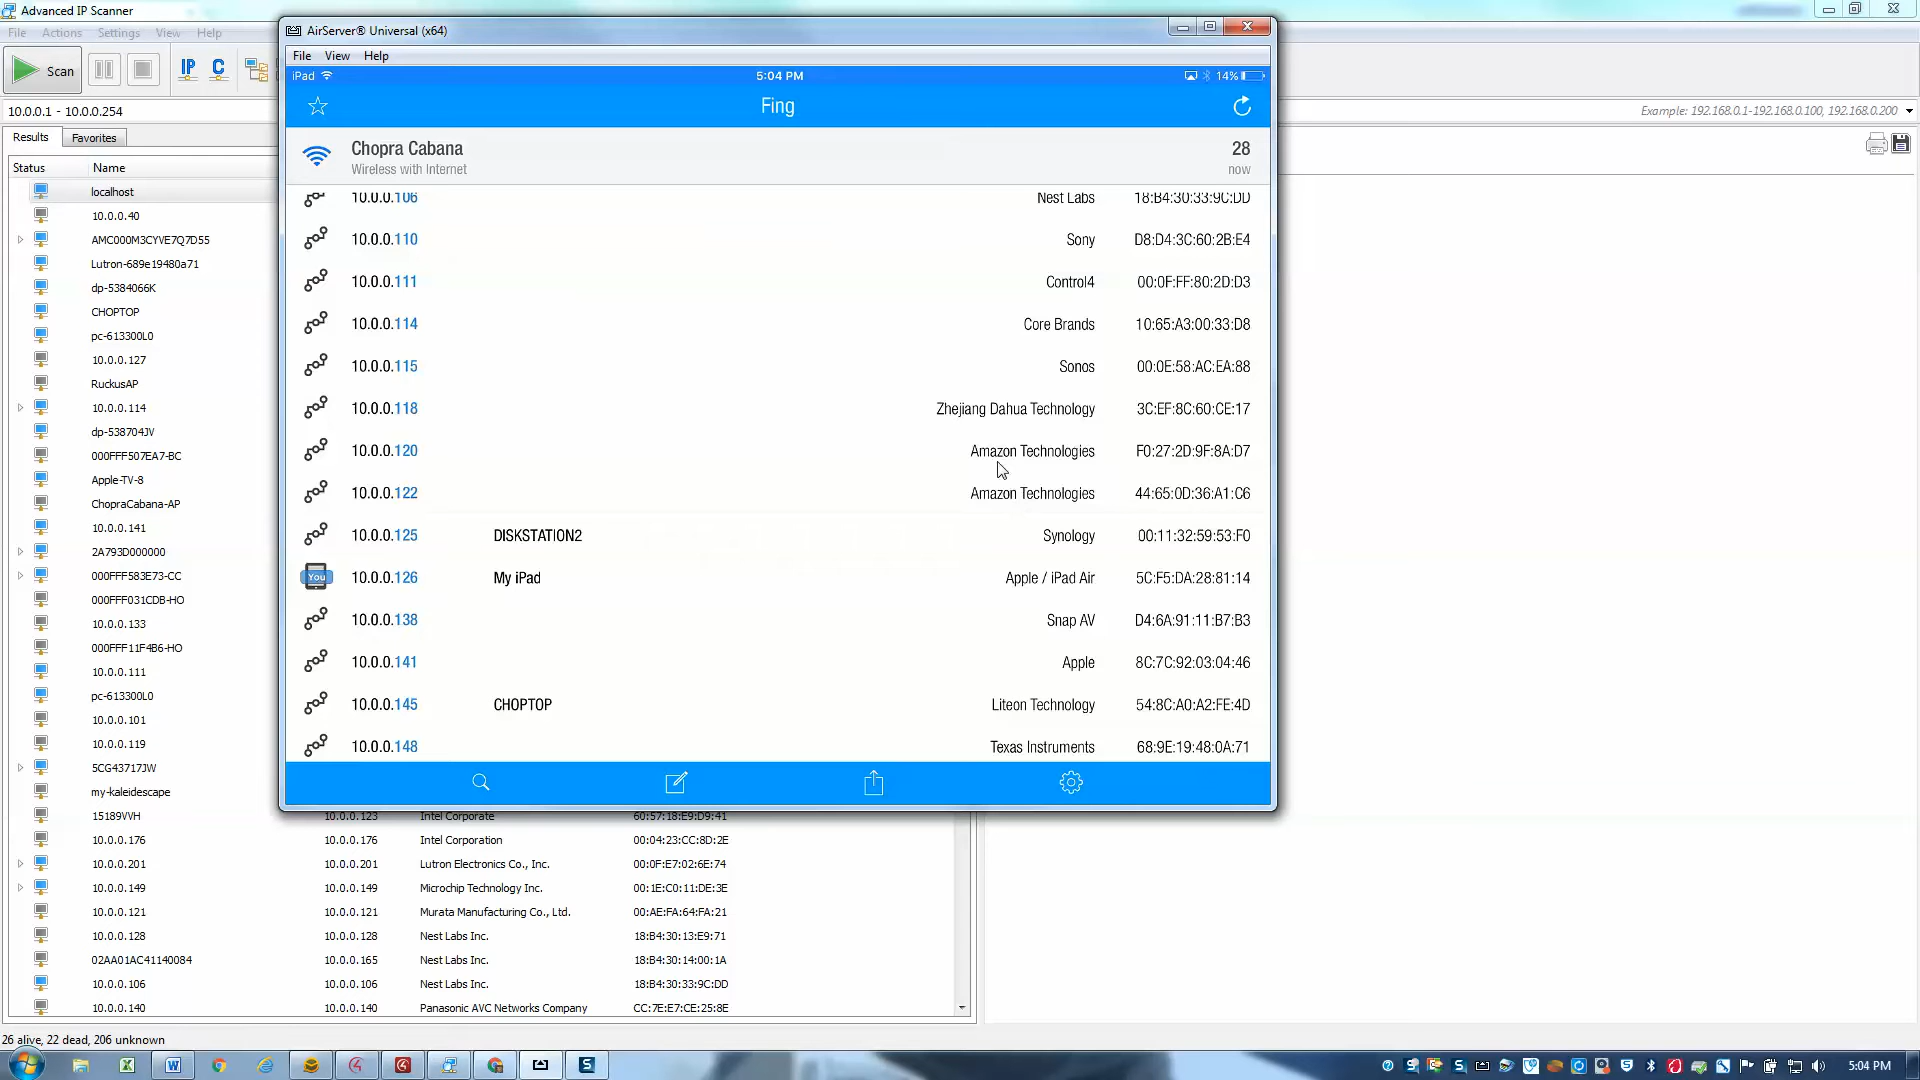 Advanced IP Scanner
File Actions Settings View Help
Scan
IP C
10.0.0.1 - 10.0.0.254
Example: 192.168.0.1-192.168.0.100, 192.168.0.200
Results Favorites
Status Name
localhost
10.0.0.40
AMC000M3CYVE7Q7D55
Lutron-689e19480a71
dp-5384066K
CHOPTOP
pc-613300L0
10.0.0.127
RuckusAP
10.0.0.114
dp-538704JV
000FFF507EA7-BC
Apple-TV-8
ChopraCabana-AP
10.0.0.141
2A793D000000
000FFF583E73-CC
000FFF031CDB-HO
10.0.0.133
000FFF11F4B6-HO
10.0.0.111
pc-613300L0
10.0.0.101
10.0.0.119
5CG43717JW
my-kaleidescape
15189VVH 10.0.0.123 Intel Corporate 60:57:18:E9:D9:41
10.0.0.176 10.0.0.176 Intel Corporation 00:04:23:CC:8D:2E
10.0.0.201 10.0.0.201 Lutron Electronics Co., Inc. 00:0F:E7:02:6E:74
10.0.0.149 10.0.0.149 Microchip Technology Inc. 00:1E:C0:11:DE:3E
10.0.0.121 10.0.0.121 Murata Manufacturing Co., Ltd. 00:AE:FA:64:FA:21
10.0.0.128 10.0.0.128 Nest Labs Inc. 18:B4:30:13:E9:71
02AA01AC41140084 10.0.0.165 Nest Labs Inc. 18:B4:30:14:00:1A
10.0.0.106 10.0.0.106 Nest Labs Inc. 18:B4:30:33:9C:DD
10.0.0.140 10.0.0.140 Panasonic AVC Networks Company CC:7E:E7:CE:25:8E
26 alive, 22 dead, 206 unknown
AirServer® Universal (x64)
File View Help
iPad 5:04 PM 14%
Fing
Chopra Cabana 28
Wireless with Internet now
10.0.0.106 Nest Labs 18:B4:30:33:9C:DD
10.0.0.110 Sony D8:D4:3C:60:2B:E4
10.0.0.111 Control4 00:0F:FF:80:2D:D3
10.0.0.114 Core Brands 10:65:A3:00:33:D8
10.0.0.115 Sonos 00:0E:58:AC:EA:88
10.0.0.118 Zhejiang Dahua Technology 3C:EF:8C:60:CE:17
10.0.0.120 Amazon Technologies F0:27:2D:9F:8A:D7
10.0.0.122 Amazon Technologies 44:65:0D:36:A1:C6
10.0.0.125 DISKSTATION2 Synology 00:11:32:59:53:F0
You 10.0.0.126 My iPad Apple / iPad Air 5C:F5:DA:28:81:14
10.0.0.138 Snap AV D4:6A:91:11:B7:B3
10.0.0.141 Apple 8C:7C:92:03:04:46
10.0.0.145 CHOPTOP Liteon Technology 54:8C:A0:A2:FE:4D
10.0.0.148 Texas Instruments 68:9E:19:48:0A:71
5:04 PM